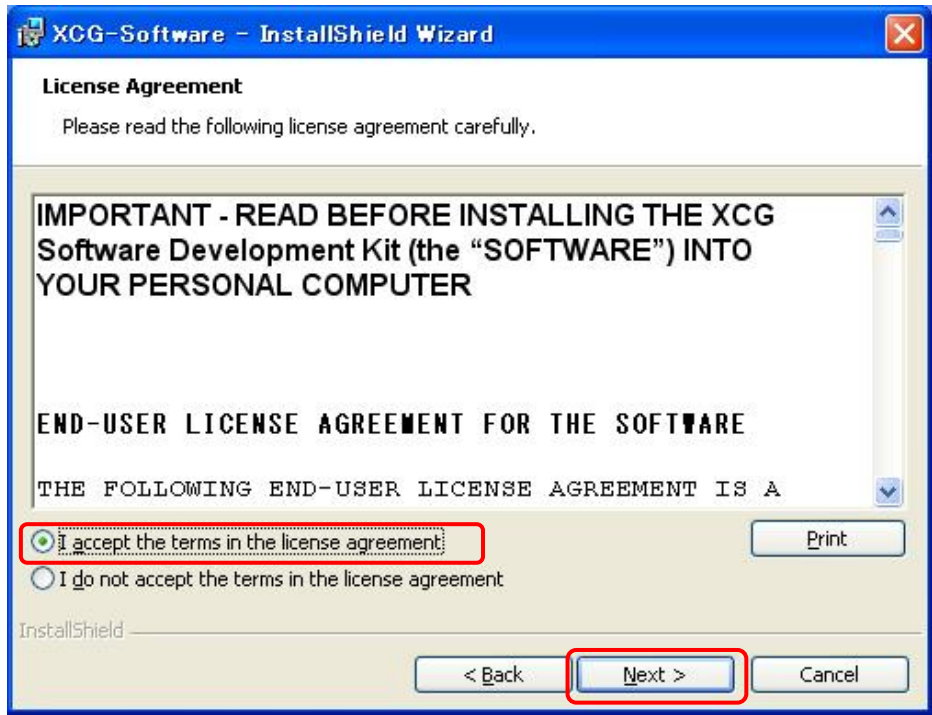 XCG-Software - InstallShield Wizard
License Agreement
Please read the following license agreement carefully.
IMPORTANT - READ BEFORE INSTALLING THE XCG
Software Development Kit (the “SOFTWARE”) INTO
YOUR PERSONAL COMPUTER
END-USER LICENSE AGREEMENT FOR THE SOFTWARE
THE FOLLOWING END-USER LICENSE AGREEMENT IS A
I accept the terms in the license agreement
Print
I do not accept the terms in the license agreement
InstallShield
< Back
Next >
Cancel